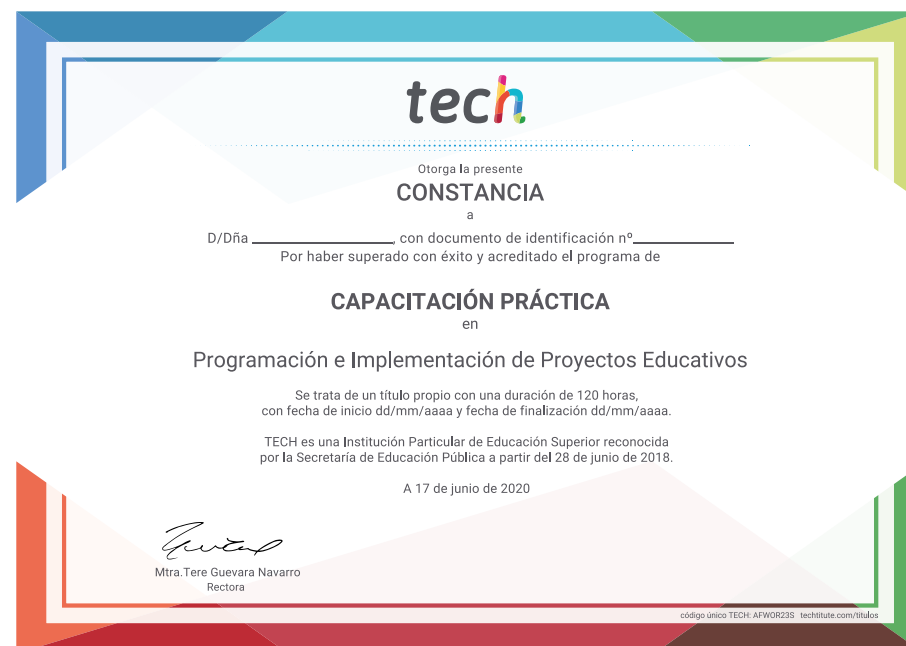 tech
Otorga la presente
CONSTANCIA
a
D/Dña ____________________, con documento de identificación nº______________
Por haber superado con éxito y acreditado el programa de
CAPACITACIÓN PRÁCTICA
en
Programación e Implementación de Proyectos Educativos
Se trata de un título propio con una duración de 120 horas,
con fecha de inicio dd/mm/aaaa y fecha de finalización dd/mm/aaaa.
TECH es una Institución Particular de Educación Superior reconocida
por la Secretaría de Educación Pública a partir del 28 de junio de 2018.
A 17 de junio de 2020
Mtra.Tere Guevara Navarro
Rectora
código único TECH: AFWOR23S techtitute.com/titulos